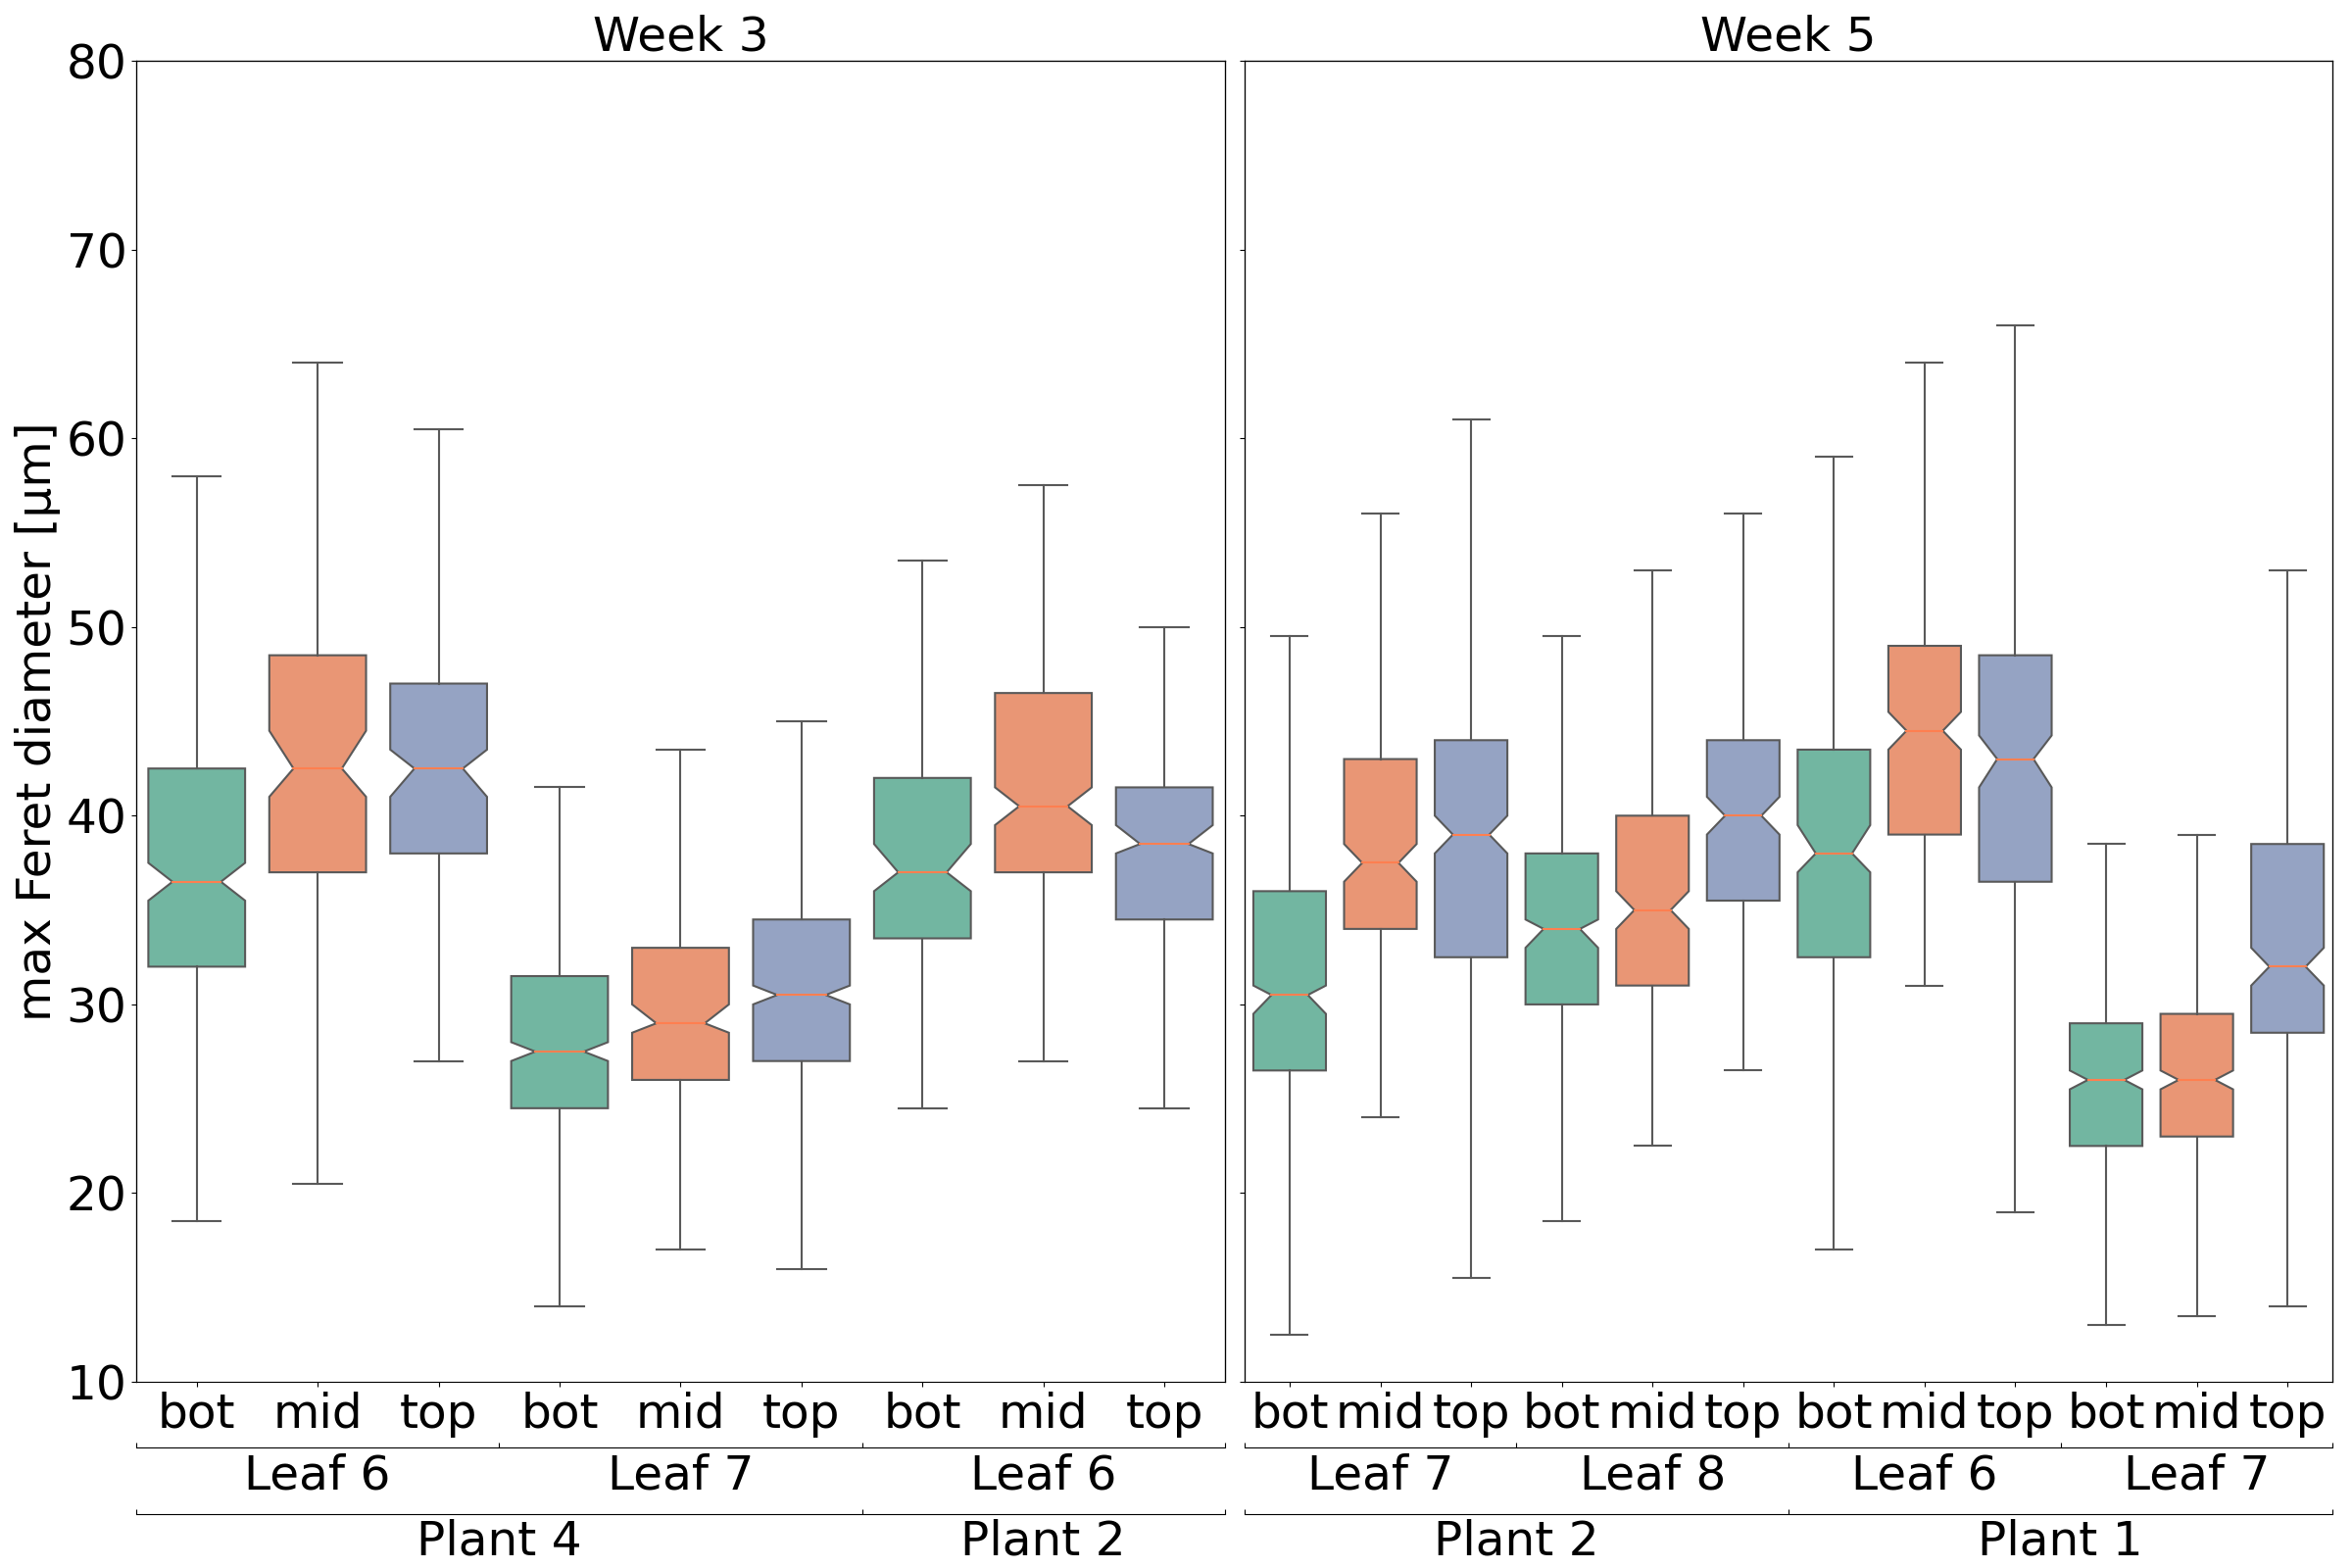 Week 3
Week 5
max Feret diameter [µm]
80
70
60
50
40
30
20
10
bot mid top bot mid top bot mid top
bot mid top bot mid top bot mid top bot mid top
Leaf 6 Leaf 7 Leaf 6
Leaf 7 Leaf 8 Leaf 6 Leaf 7
Plant 4 Plant 2
Plant 2 Plant 1